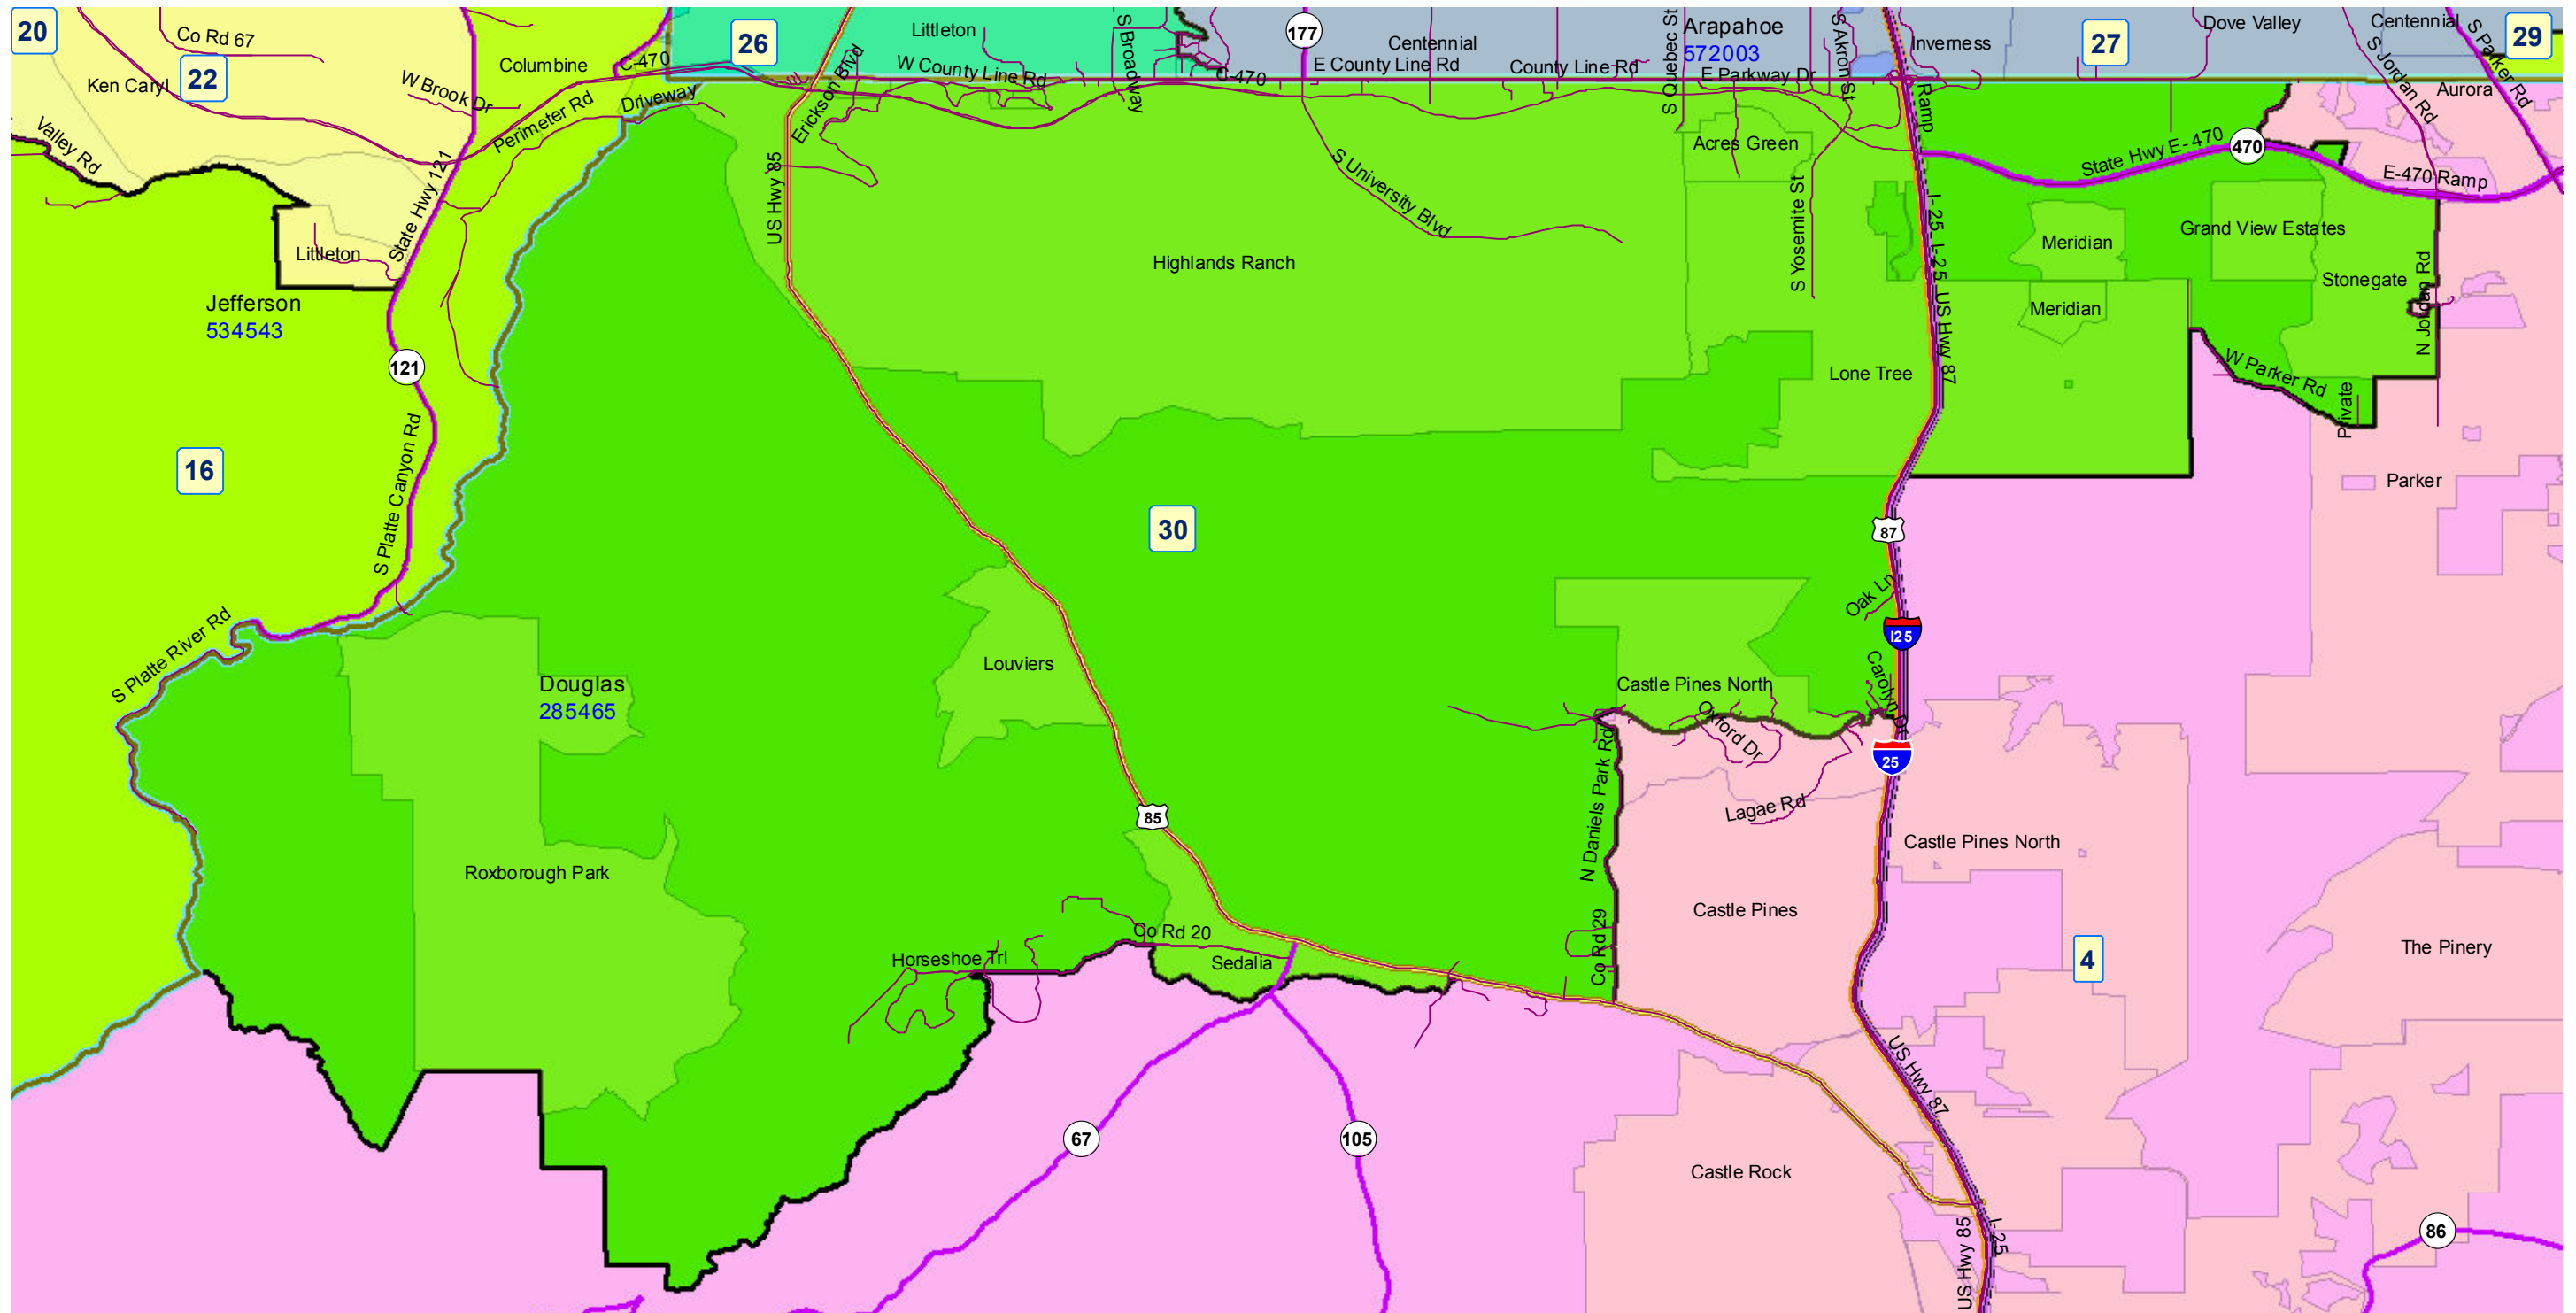 20
Co Rd 67
Ken Caryl
22
Valley Rd
W Brook Dr
Columbine
C-470
Perimeter Rd
Driveway
26
Erickson Blvd
Littleton
W County Line Rd
S Broadway
C-470
177
Centennial
E County Line Rd
County Line Rd
S Quebec St
Arapahoe
572003
E Parkway Dr
S Akron St
Inverness
Ramp
27
Dove Valley
Centennial
S Jordan Rd
S Parker Rd
29
Aurora
State Hwy E-470
470
E-470 Ramp
Littleton
State Hwy 121
Jefferson
534543
121
S Platte Canyon Rd
16
S Platte River Rd
US Hwy 85
Highlands Ranch
S University Blvd
Acres Green
S Yosemite St
I-25
I-25
US Hwy 87
Lone Tree
Meridian
Meridian
Grand View Estates
Stonegate
N Jordan Rd
W Parker Rd
Private
Parker
30
87
Oak Ln
I25
Carolyn Dr
25
Louviers
Douglas
285465
Castle Pines North
Oxford Dr
N Daniels Park Rd
Lagae Rd
85
Castle Pines North
Roxborough Park
Castle Pines
Co Rd 29
Co Rd 20
Horseshoe Trl
Sedalia
4
The Pinery
US Hwy 87
67
105
Castle Rock
US Hwy 85
I-25
86